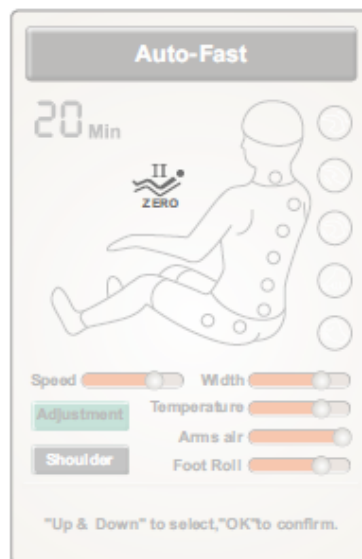 Auto-Fast
20 Min
II
ZERO
Speed Width
Adjustment Temperature
Arms air
Shoulder Foot Roll
"Up & Down" to select,"OK"to confirm.